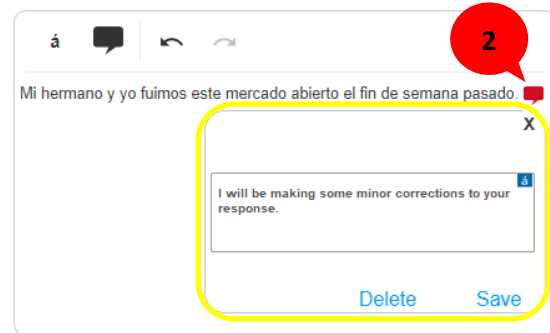 á
2
Mi hermano y yo fuimos este mercado abierto el fin de semana pasado.
X
á
I will be making some minor corrections to your
response.
Delete Save